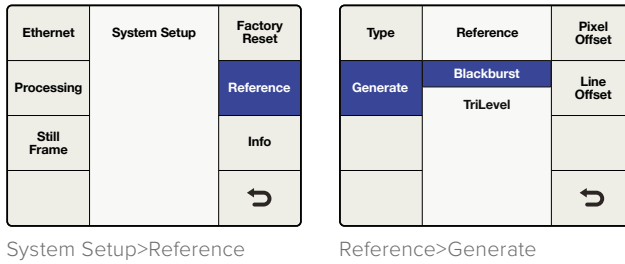 Ethernet
System Setup
Factory
Reset
Processing
Reference
Still
Frame
Info
System Setup>Reference
Type
Reference
Pixel
Offset
Generate
Blackburst
TriLevel
Line
Offset
Reference>Generate